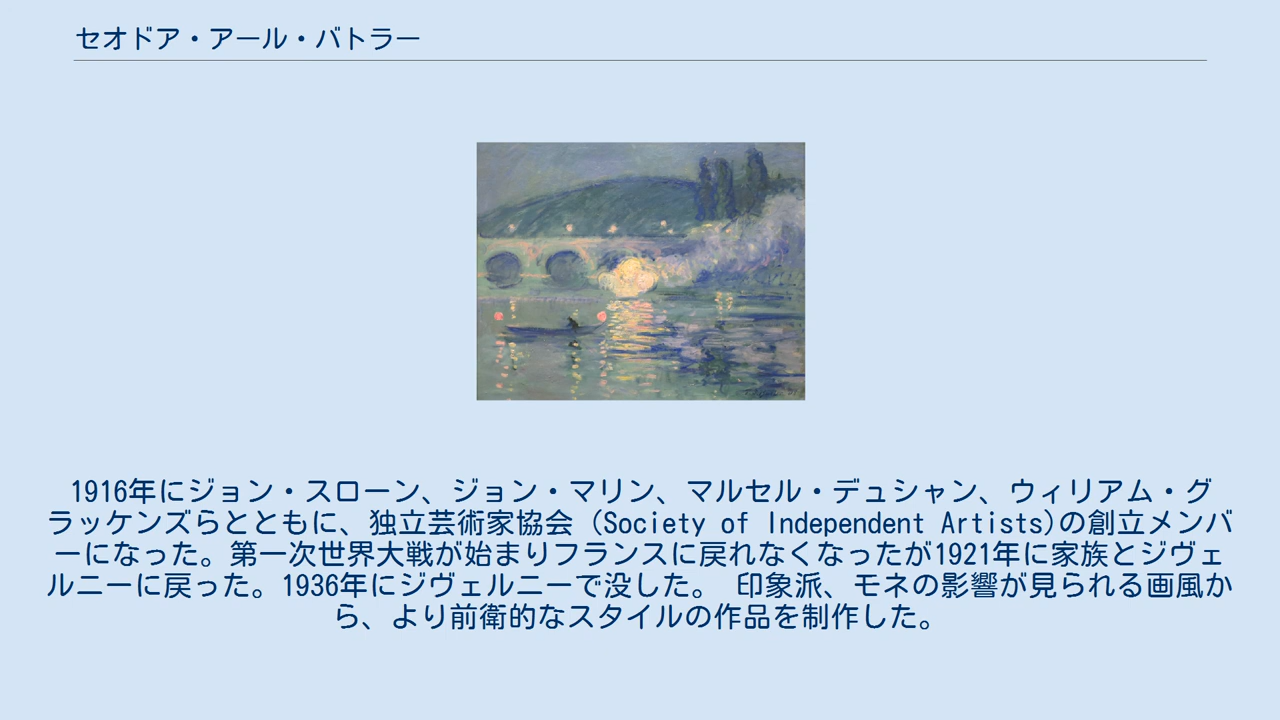 セオドア・アール・バトラー
1916年にジョン・スローン、ジョン・マリン、マルセル・デュシャン、ウィリアム・グ
ラッケンズらとともに、独立芸術家協会 (Society of Independent Artists)の創立メンバ
ーになった。第一次世界大戦が始まりフランスに戻れなくなったが1921年に家族とジヴェ
ルニーに戻った。1936年にジヴェルニーで没した。 印象派、モネの影響が見られる画風か
ら、より前衛的なスタイルの作品を制作した。